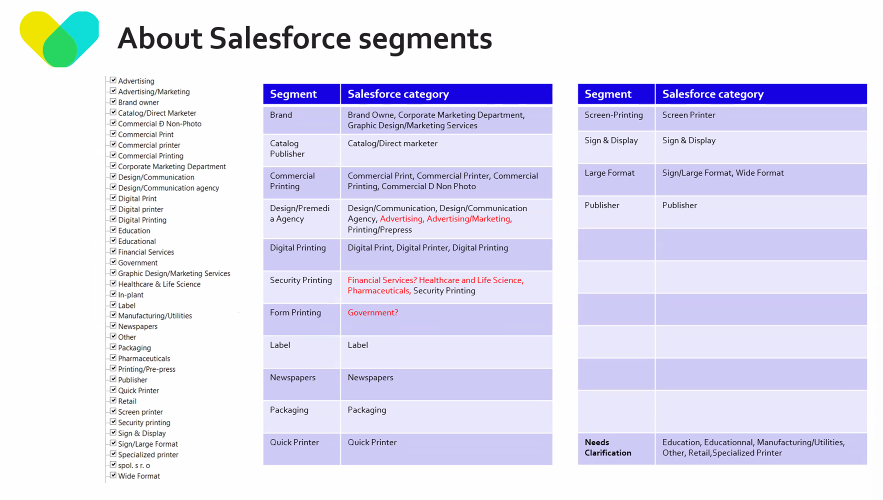 About Salesforce segments
Advertising
Advertising/Marketing
Brand owner
Catalog/Direct Marketer
Commercial Ð Non-Photo
Commercial Print
Commercial printer
Commercial Printing
Corporate Marketing Department
Design/Communication
Design/Communication agency
Digital Print
Digital printer
Digital Printing
Education
Educational
Financial Services
Government
Graphic Design/Marketing Services
Healthcare & Life Science
In-plant
Label
Manufacturing/Utilities
Newspapers
Other
Packaging
Pharmaceuticals
Printing/Pre-press
Publisher
Quick Printer
Retail
Screen printer
Security printing
Sign & Display
Sign/Large Format
Specialized printer
spol. s r. o
Wide Format
Segment Salesforce category
Brand Brand Owne, Corporate Marketing Department,
Graphic Design/Marketing Services
Catalog Catalog/Direct marketer
Publisher
Commercial Commercial Print, Commercial Printer, Commercial
Printing Printing, Commercial D Non Photo
Design/Premedi Design/Communication, Design/Communication
a Agency Agency, Advertising, Advertising/Marketing,
Printing/Prepress
Digital Printing Digital Print, Digital Printer, Digital Printing
Security Printing Financial Services? Healthcare and Life Science,
Pharmaceuticals, Security Printing
Form Printing Government?
Label Label
Newspapers Newspapers
Packaging Packaging
Quick Printer Quick Printer
Segment Salesforce category
Screen-Printing Screen Printer
Sign & Display Sign & Display
Large Format Sign/Large Format, Wide Format
Publisher Publisher
Needs Education, Educationnal, Manufacturing/Utilities,
Clarification Other, Retail,Specialized Printer